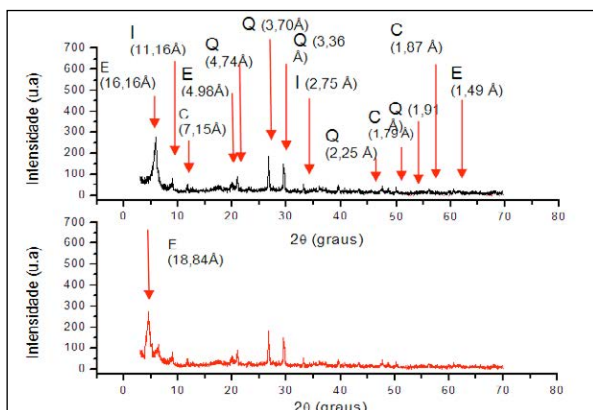 Intensidade (u.a)
700
600
500
400
300
200
100
0
E
(16,16Å)
I
(11,16Å)
C
(7,15Å)
E
(4.98Å)
Q
(4,74Å)
Q (3,70Å)
Q (3,36
Å)
I (2,75 Å)
Q
(2,25 Å)
C
(1,79Å)
Q (1,91
Å)
C
(1,87 Å)
E
(1,49 Å)
0 10 20 30 40 50 60 70 80
2θ (graus)
Intensidade (u.a)
700
600
500
400
300
200
100
0
(18,84Å)
0 10 20 30 40 50 60 70 80
2θ (graus)